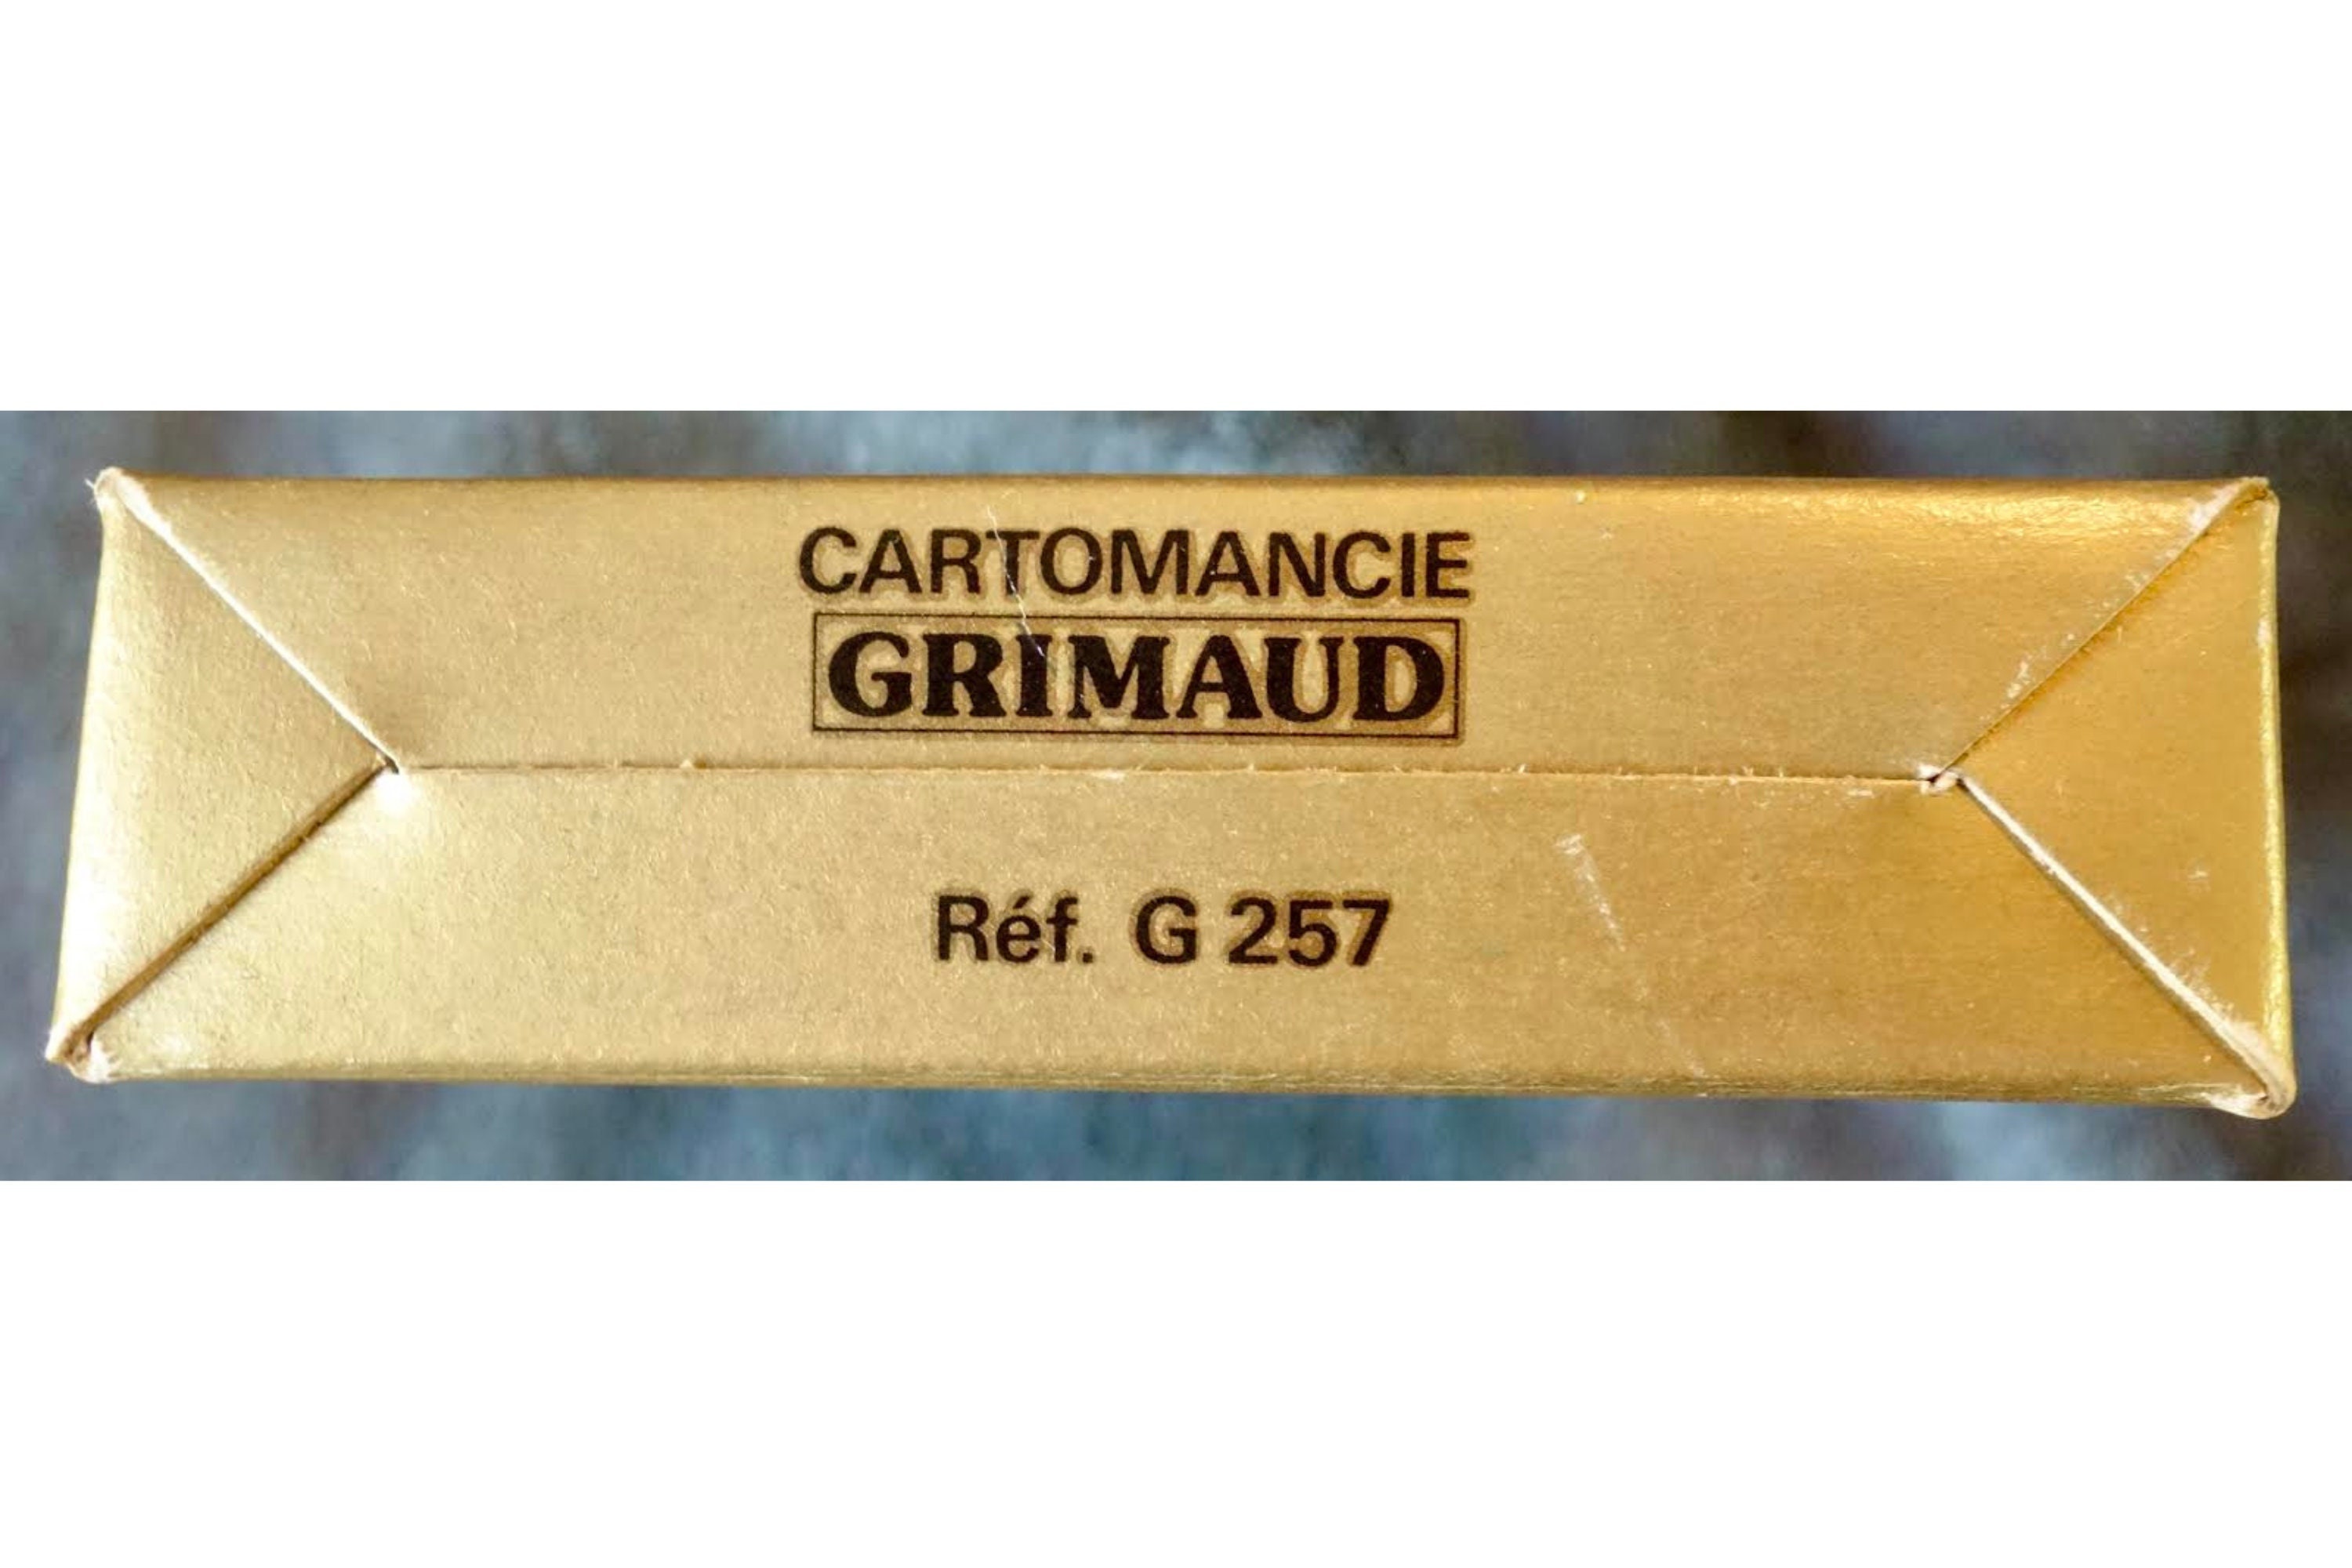 CARTOMANCIE
GRIMAUD
Réf. G 257